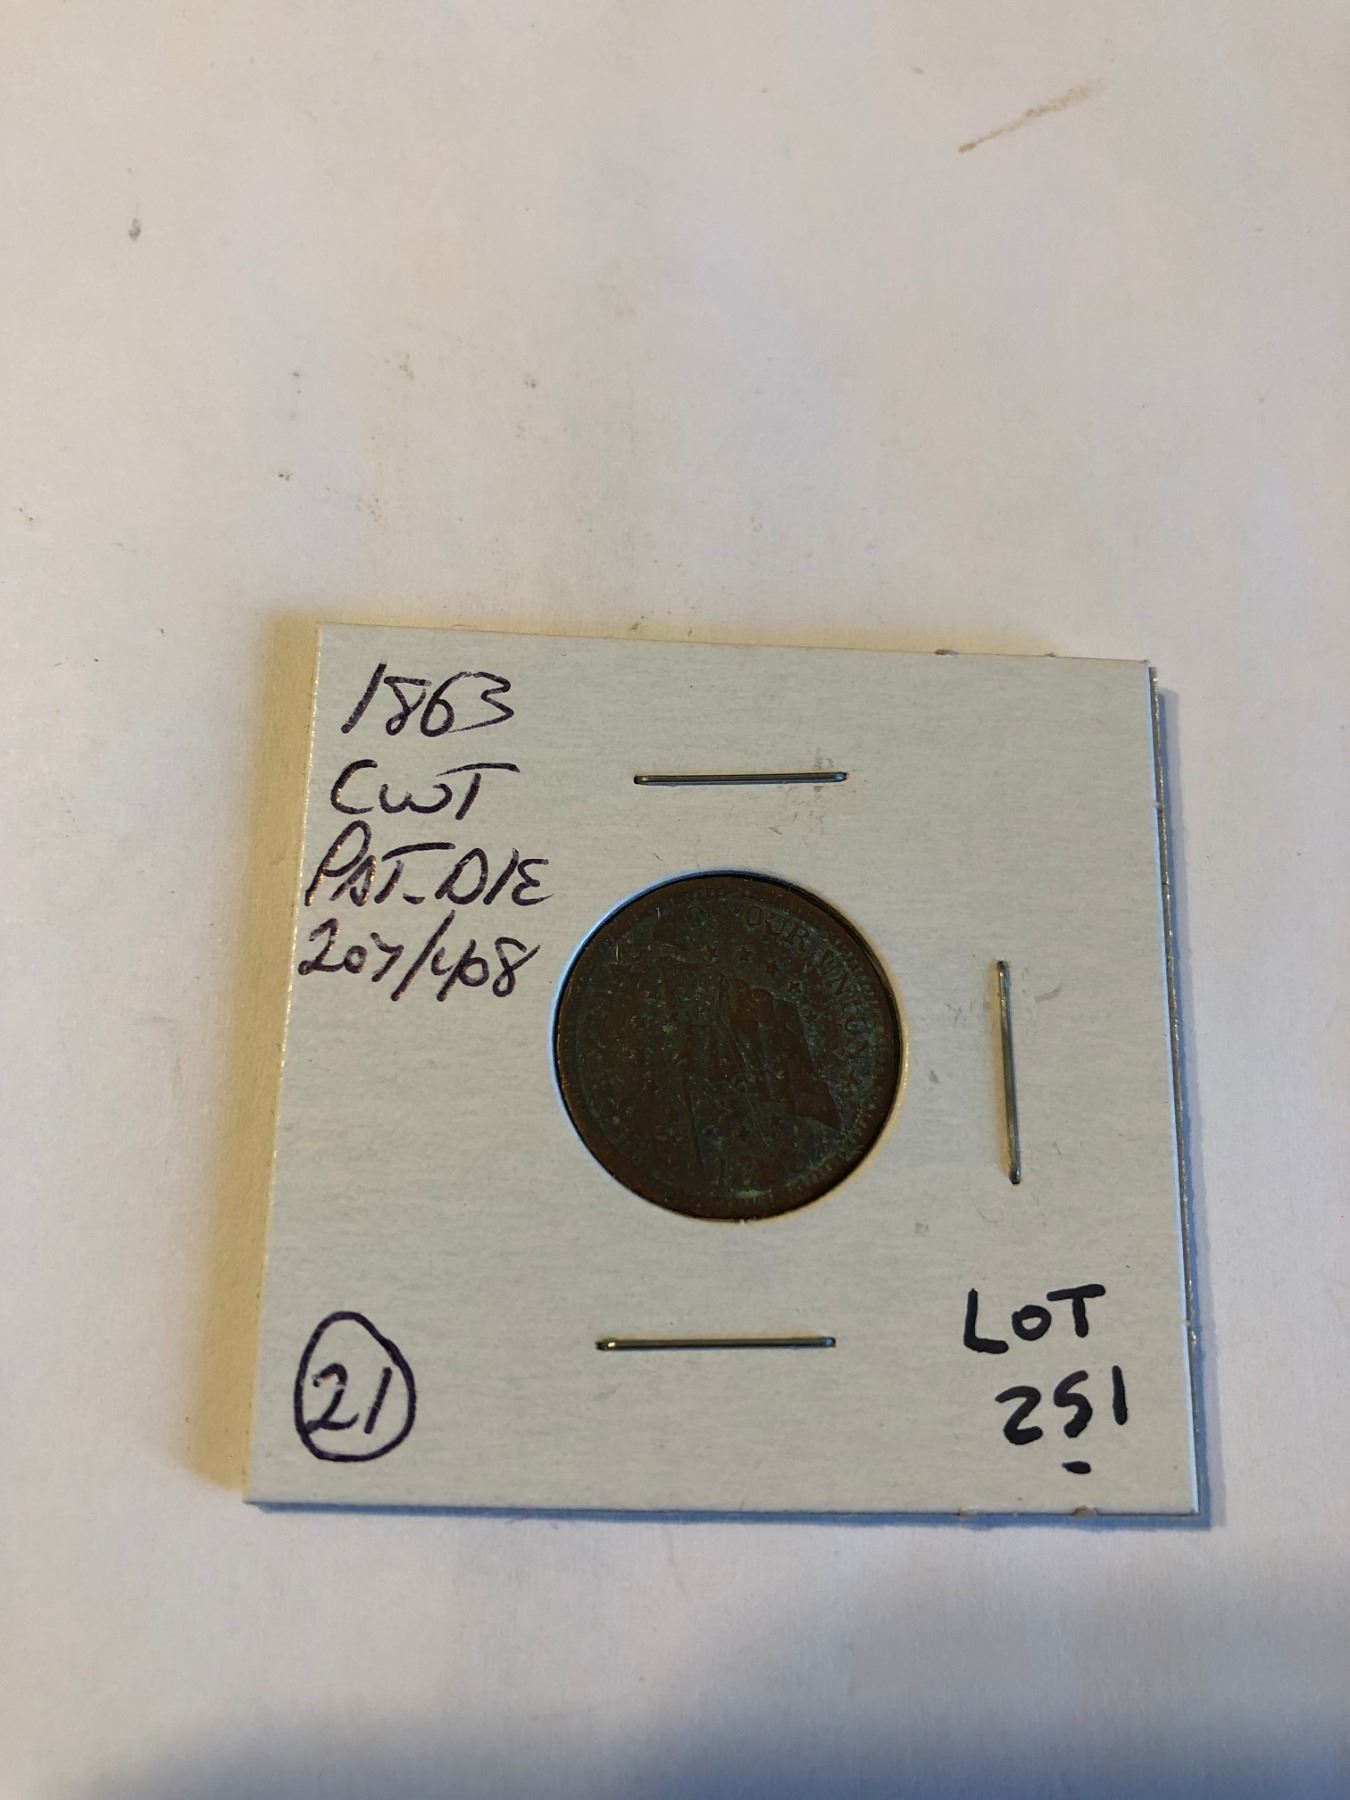 1863
CWT
PAT-DIE
207/408
OUR UNION
21
LOT
251